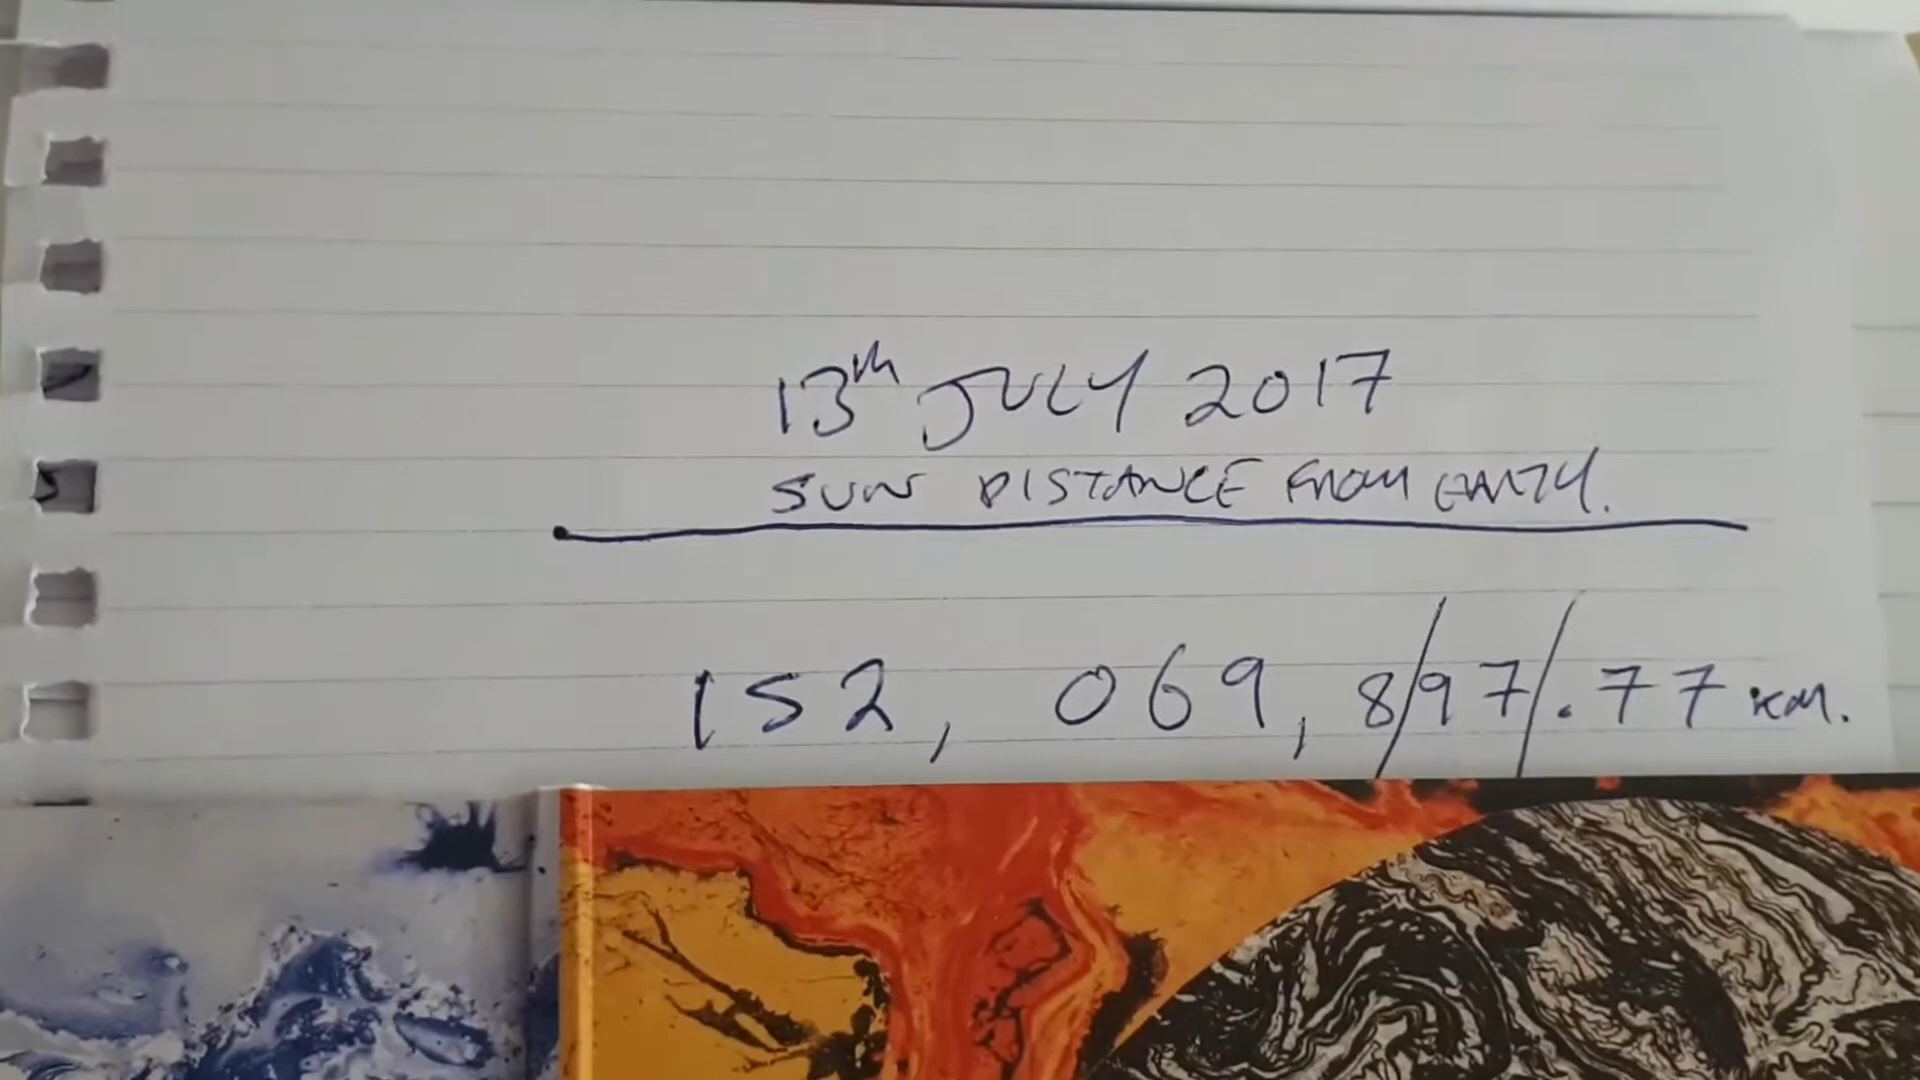 13th JULY 2017
SUN DISTANCE FROM EARTH.
152, 069, 8/97/.77 km.